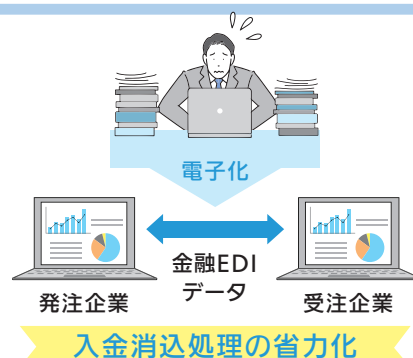 電子化
金融EDI
データ
発注企業
受注企業
入金消込処理の省力化